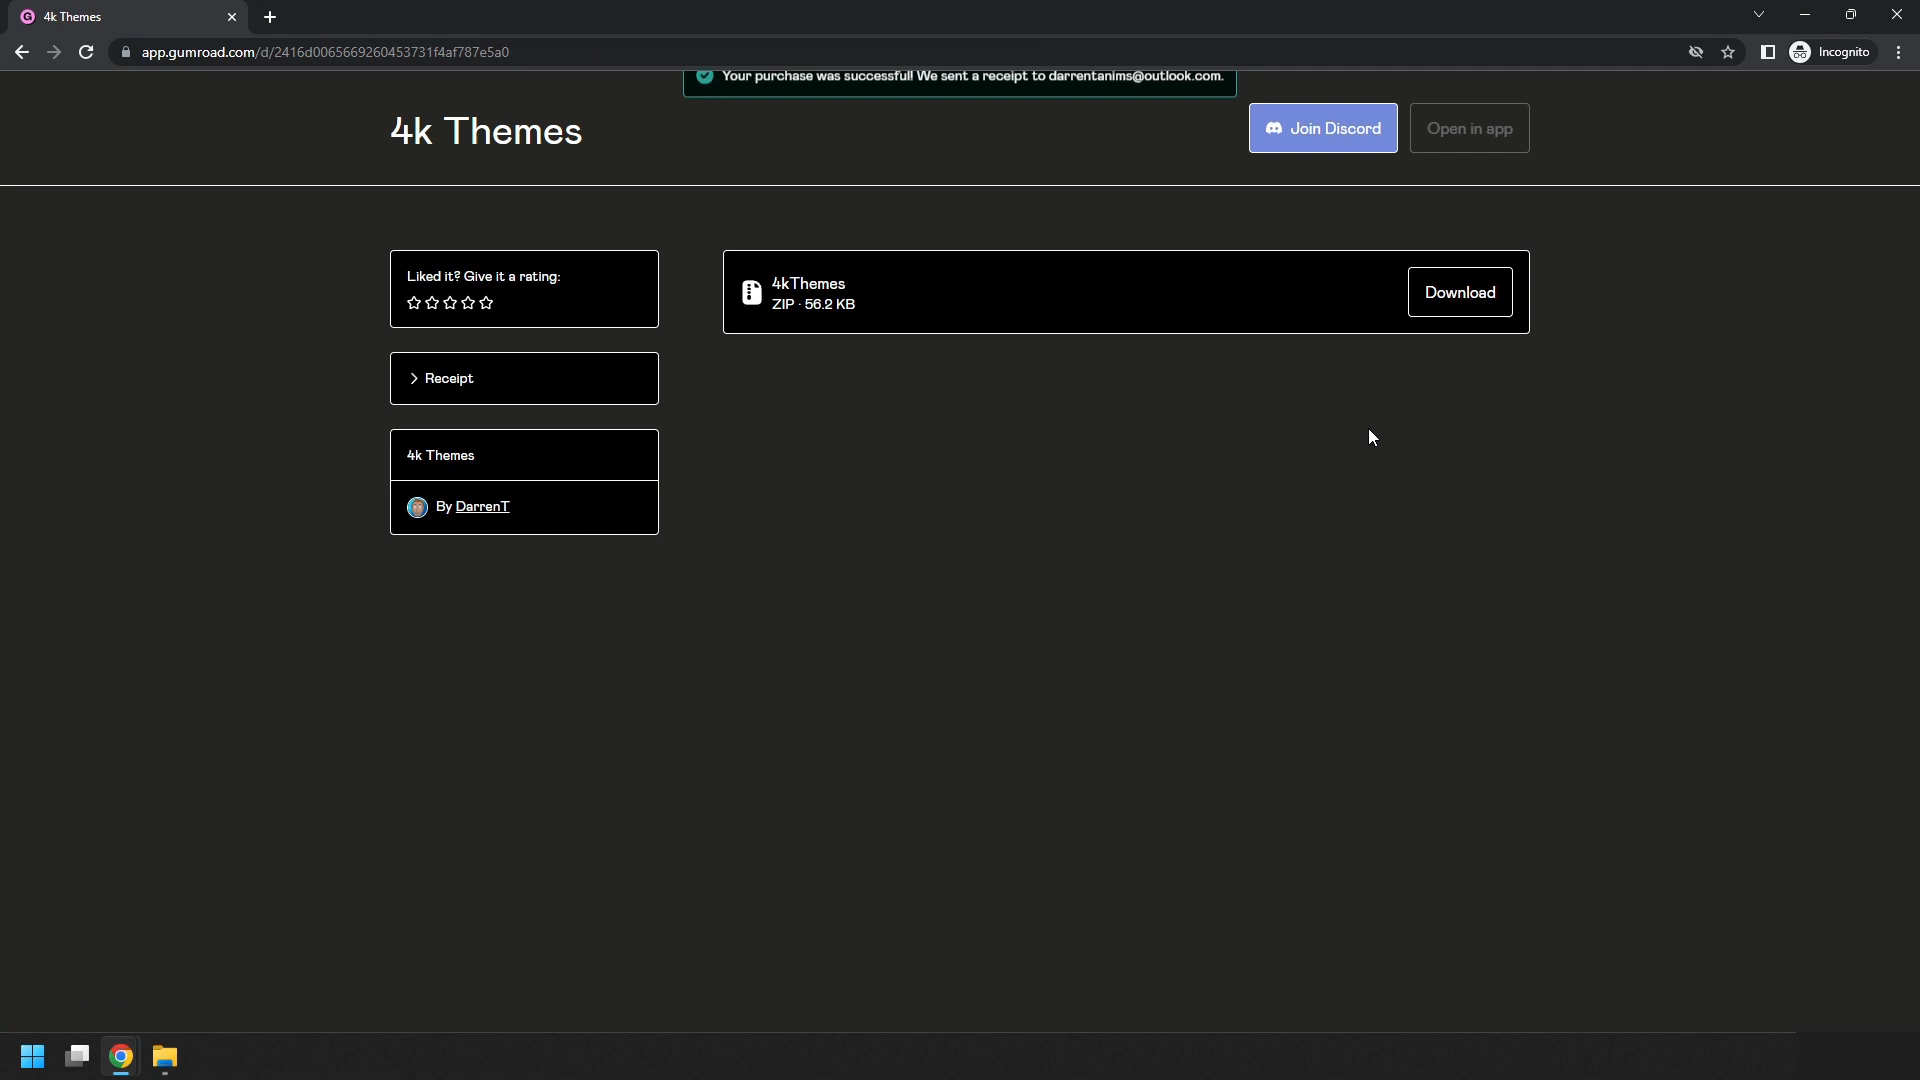 4k Themes
app.gumroad.com/d/2416d0065669260453731f4af787e5a0
Incognito
Your purchase was successful! We sent a receipt to darrentanims@outlook.com.
4k Themes
Join Discord
Open in app
Liked it? Give it a rating:
4kThemes
ZIP · 56.2 KB
Download
Receipt
4k Themes
By DarrenT